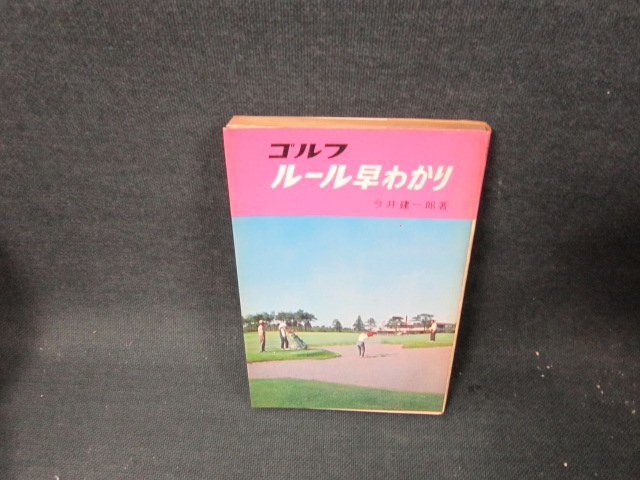 ゴルフ
ルール早わかり
今井建一郎著